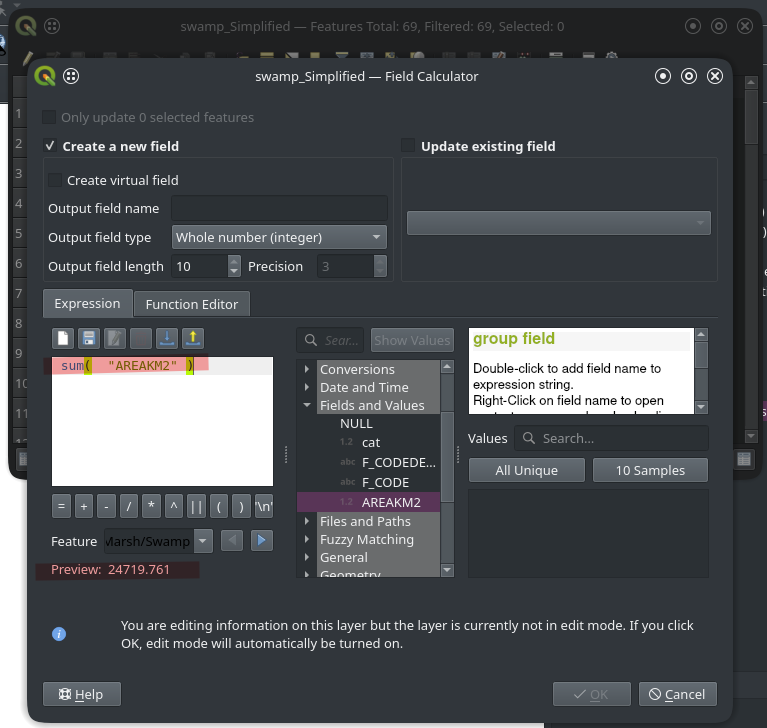 swamp_Simplified — Features Total: 69, Filtered: 69, Selected: 0
swamp_Simplified — Field Calculator
Only update 0 selected features
Create a new field
Update existing field
Create virtual field
Output field name
Output field type Whole number (integer)
Output field length 10 Precision 3
Expression Function Editor
Sear... Show Values
sum( "AREAKM2" )
= + - / * ^ || ( ) '\n'
Feature Marsh/Swamp
Preview: 24719.761
Conversions
Date and Time
Fields and Values
NULL
1.2 cat
abc F_CODEDE...
abc F_CODE
1.2 AREAKM2
Files and Paths
Fuzzy Matching
General
Geometry
group field
Double-click to add field name to
expression string.
Right-Click on field name to open
Values Search...
All Unique 10 Samples
You are editing information on this layer but the layer is currently not in edit mode. If you click
OK, edit mode will automatically be turned on.
Help OK Cancel
1
2
3
4
5
6
7
8
9
10
11